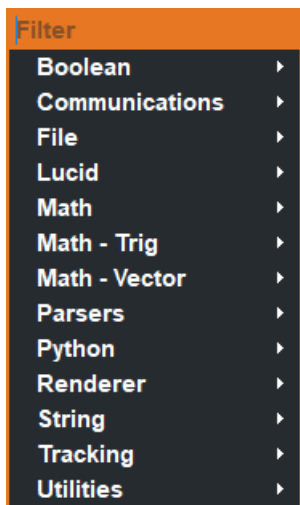 Filter
Boolean
Communications
File
Lucid
Math
Math - Trig
Math - Vector
Parsers
Python
Renderer
String
Tracking
Utilities